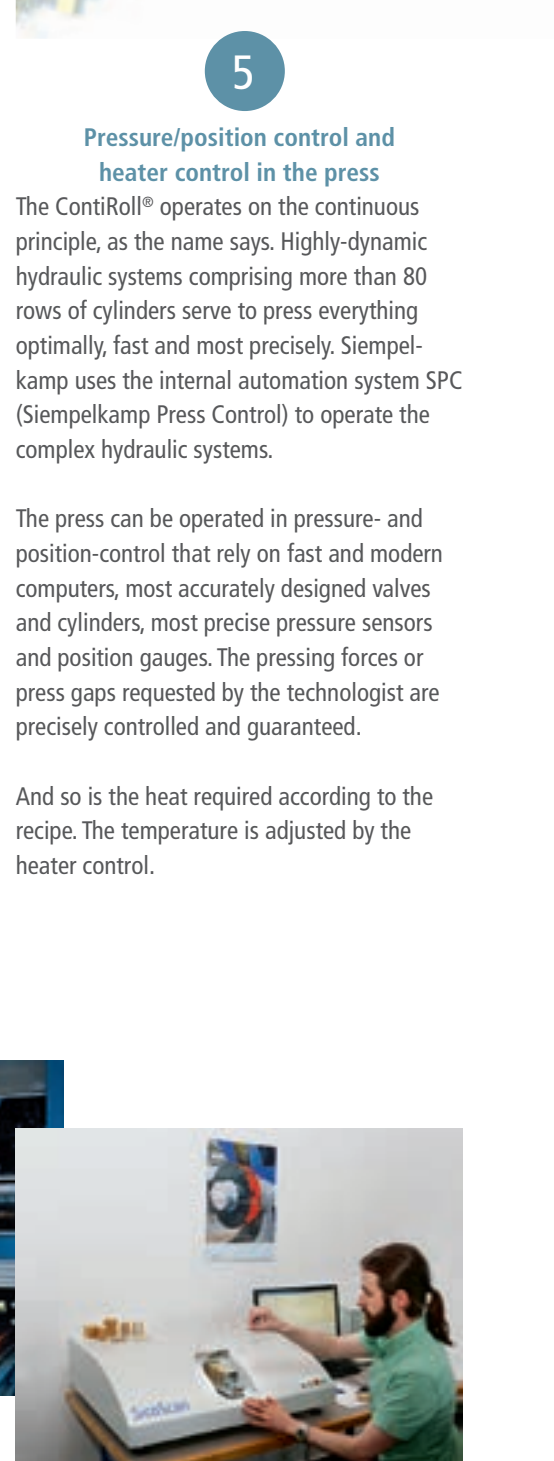 5
Pressure/position control and
heater control in the press
The ContiRoll® operates on the continuous
principle, as the name says. Highly-dynamic
hydraulic systems comprising more than 80
rows of cylinders serve to press everything
optimally, fast and most precisely. Siempel-
kamp uses the internal automation system SPC
(Siempelkamp Press Control) to operate the
complex hydraulic systems.
The press can be operated in pressure- and
position-control that rely on fast and modern
computers, most accurately designed valves
and cylinders, most precise pressure sensors
and position gauges. The pressing forces or
press gaps requested by the technologist are
precisely controlled and guaranteed.
And so is the heat required according to the
recipe. The temperature is adjusted by the
heater control.